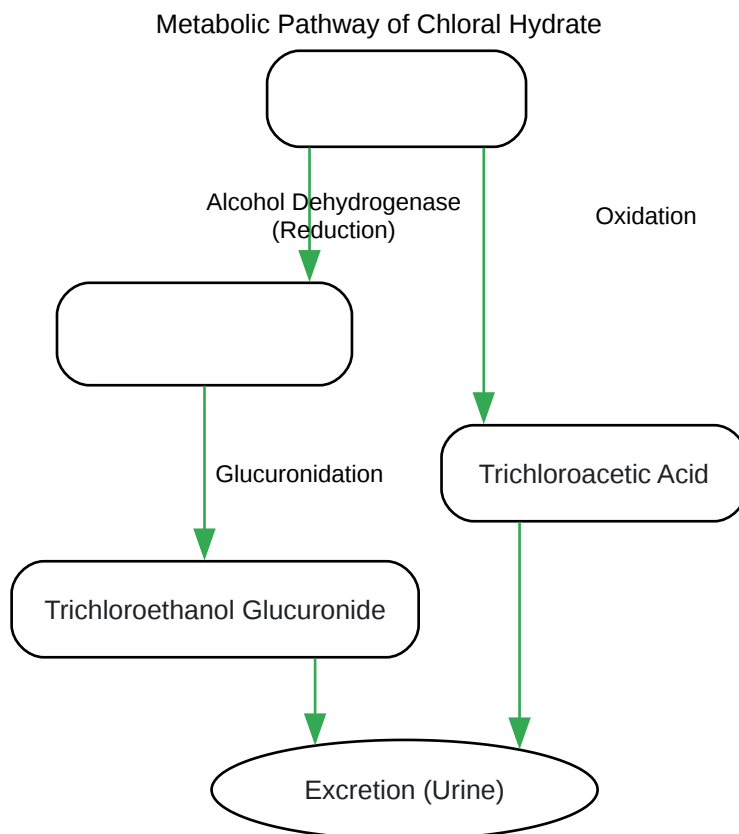 Metabolic Pathway of Chloral Hydrate
Alcohol Dehydrogenase
(Reduction)
Oxidation
Glucuronidation
Trichloroacetic Acid
Trichloroethanol Glucuronide
Excretion (Urine)